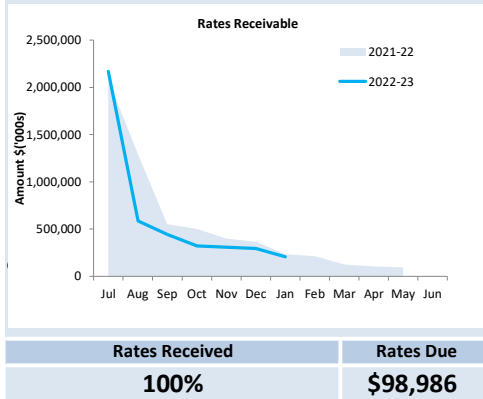 Rates Receivable
2021-22
2022-23
Amount $('000s)
2,500,000
2,000,000
1,500,000
1,000,000
500,000
0
Jul Aug Sep Oct Nov Dec Jan Feb Mar Apr May Jun
Rates Received Rates Due
100% $98,986